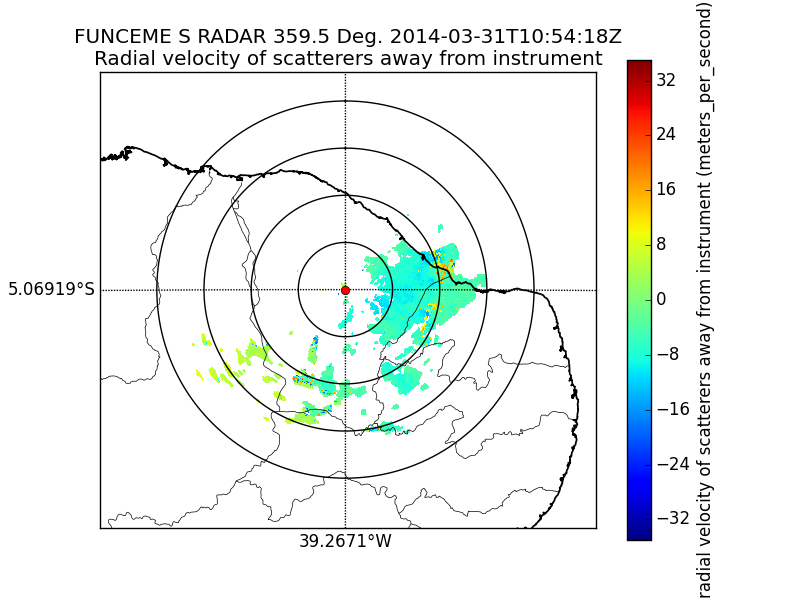 FUNCEME S RADAR 359.5 Deg. 2014-03-31T10:54:18Z
Radial velocity of scatterers away from instrument
5.06919°S
39.2671°W
32
24
16
8
0
−8
−16
−24
−32
radial velocity of scatterers away from instrument (meters_per_second)